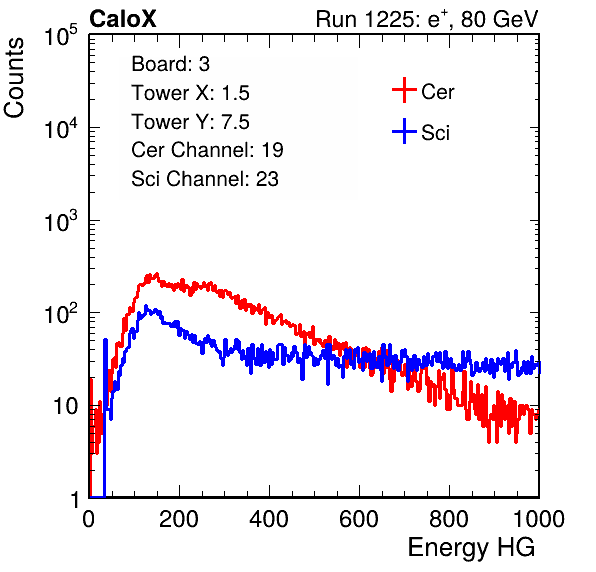 CaloX Run 1225: e⁺, 80 GeV
Counts
10⁵
10⁴
10³
10²
10
1
Board: 3
Tower X: 1.5
Tower Y: 7.5
Cer Channel: 19
Sci Channel: 23
Cer
Sci
0 200 400 600 800 1000
Energy HG